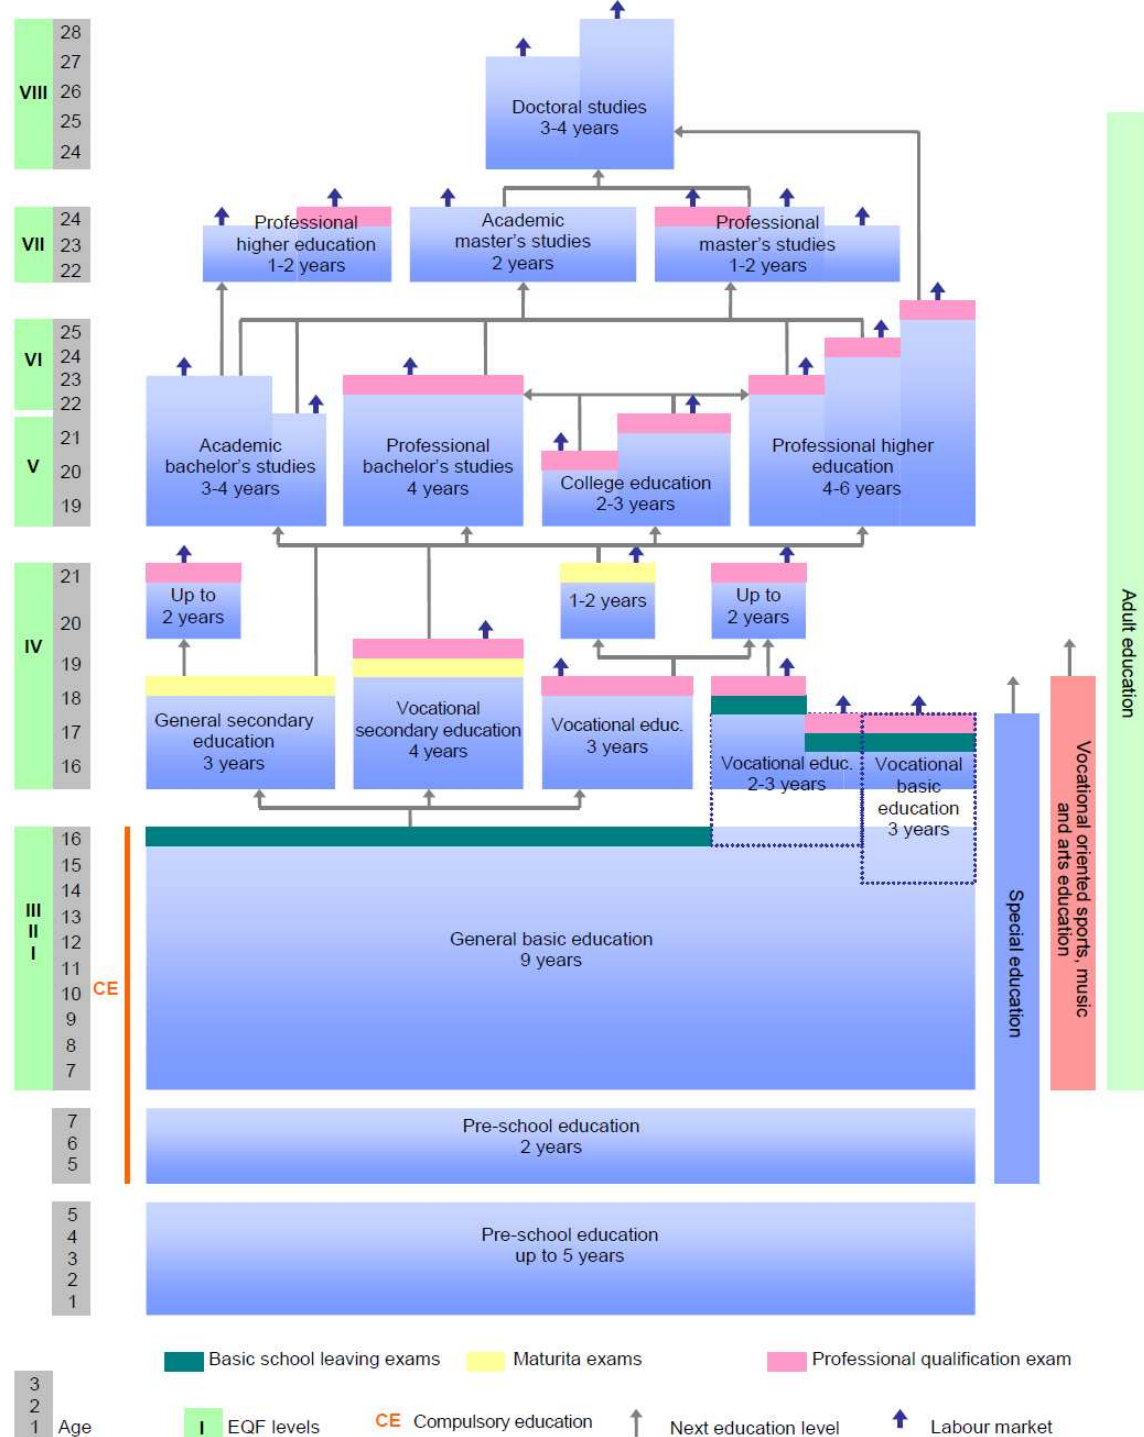 28
27
VIII
26
25
24
Doctoral studies
3-4 years
24
VII
23
22
Professional
higher education
1-2 years
Academic
master's studies
2 years
Professional
master's studies
1-2 years
25
VI
24
23
22
21
V
20
19
Academic
bachelor's studies
3-4 years
Professional
bachelor's studies
4 years
College education
2-3 years
Professional higher
education
4-6 years
21
20
IV
19
18
17
16
Up to
2 years
1-2 years
Up to
2 years
General secondary
education
3 years
Vocational
secondary education
4 years
Vocational educ.
3 years
Vocational educ.
2-3 years
Vocational
basic
education
3 years
16
15
14
III
13
II
12
I
11
10
CE
9
8
7
General basic education
9 years
7
6
5
Pre-school education
2 years
5
4
3
2
1
Pre-school education
up to 5 years
Special education
Vocational oriented sports, music
and arts education
Adult education
Basic school leaving exams
Maturita exams
Professional qualification exam
3
2
1
Age
I
EQF levels
CE
Compulsory education
Next education level
Labour market